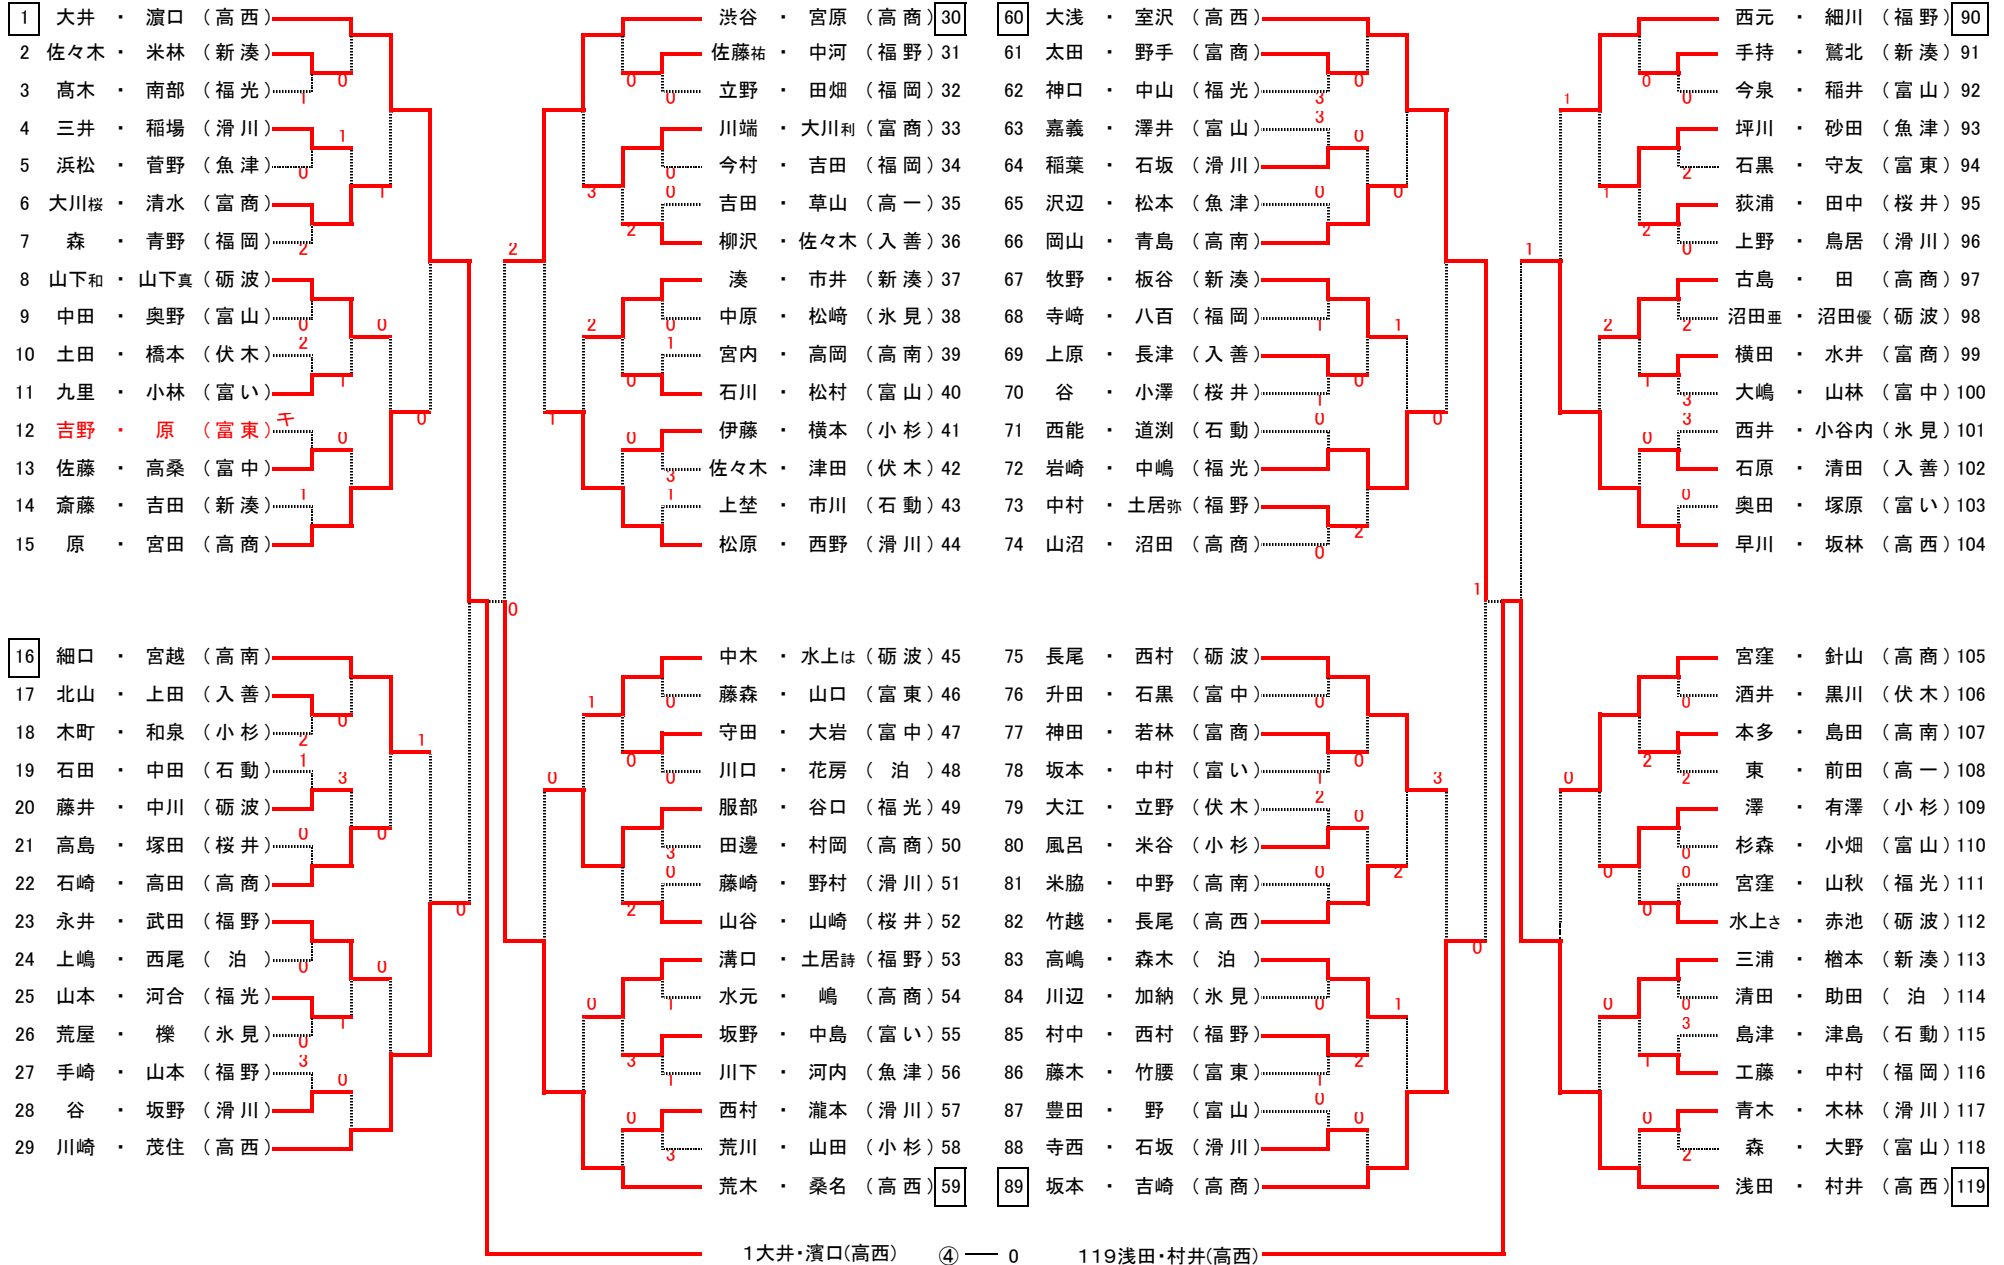 1 大井 ・ 濵口 (高西)
2 佐々木 ・ 米林 (新湊)
3 髙木 ・ 南部 (福光)
4 三井 ・ 稲場 (滑川)
5 浜松 ・ 菅野 (魚津)
6 大川桜 ・ 清水 (富商)
7 森 ・ 青野 (福岡)
8 山下和 ・ 山下真 (砺波)
9 中田 ・ 奥野 (富山)
10 土田 ・ 橋本 (伏木)
11 九里 ・ 小林 (富い)
12 吉野 ・ 原 (富東) キ
13 佐藤 ・ 高桑 (富中)
14 斎藤 ・ 吉田 (新湊)
15 原 ・ 宮田 (高商)
16 細口 ・ 宮越 (高南)
17 北山 ・ 上田 (入善)
18 木町 ・ 和泉 (小杉)
19 石田 ・ 中田 (石動)
20 藤井 ・ 中川 (砺波)
21 高島 ・ 塚田 (桜井)
22 石崎 ・ 高田 (高商)
23 永井 ・ 武田 (福野)
24 上嶋 ・ 西尾 (泊)
25 山本 ・ 河合 (福光)
26 荒屋 ・ 櫟 (氷見)
27 手崎 ・ 山本 (福野)
28 谷 ・ 坂野 (滑川)
29 川崎 ・ 茂住 (高西)
渋谷 ・ 宮原 (高商) 30
佐藤祐 ・ 中河 (福野) 31
立野 ・ 田畑 (福岡) 32
川端 ・ 大川利 (富商) 33
今村 ・ 吉田 (福岡) 34
吉田 ・ 草山 (高一) 35
柳沢 ・ 佐々木 (入善) 36
湊 ・ 市井 (新湊) 37
中原 ・ 松﨑 (氷見) 38
宮内 ・ 高岡 (高南) 39
石川 ・ 松村 (富山) 40
伊藤 ・ 横本 (小杉) 41
佐々木 ・ 津田 (伏木) 42
上埜 ・ 市川 (石動) 43
松原 ・ 西野 (滑川) 44
中木 ・ 水上は (砺波) 45
藤森 ・ 山口 (富東) 46
守田 ・ 大岩 (富中) 47
川口 ・ 花房 (泊) 48
服部 ・ 谷口 (福光) 49
田邊 ・ 村岡 (高商) 50
藤崎 ・ 野村 (滑川) 51
山谷 ・ 山崎 (桜井) 52
溝口 ・ 土居詩 (福野) 53
水元 ・ 嶋 (高商) 54
坂野 ・ 中島 (富い) 55
川下 ・ 河内 (魚津) 56
西村 ・ 瀧本 (滑川) 57
荒川 ・ 山田 (小杉) 58
荒木 ・ 桑名 (高西) 59
60 大浅 ・ 室沢 (高西)
61 太田 ・ 野手 (富商)
62 神口 ・ 中山 (福光)
63 嘉義 ・ 澤井 (富山)
64 稲葉 ・ 石坂 (滑川)
65 沢辺 ・ 松本 (魚津)
66 岡山 ・ 青島 (高南)
67 牧野 ・ 板谷 (新湊)
68 寺﨑 ・ 八百 (福岡)
69 上原 ・ 長津 (入善)
70 谷 ・ 小澤 (桜井)
71 西能 ・ 道渕 (石動)
72 岩崎 ・ 中嶋 (福光)
73 中村 ・ 土居弥 (福野)
74 山沼 ・ 沼田 (高商)
75 長尾 ・ 西村 (砺波)
76 升田 ・ 石黒 (富中)
77 神田 ・ 若林 (富商)
78 坂本 ・ 中村 (富い)
79 大江 ・ 立野 (伏木)
80 風呂 ・ 米谷 (小杉)
81 米脇 ・ 中野 (高南)
82 竹越 ・ 長尾 (高西)
83 高嶋 ・ 森木 (泊)
84 川辺 ・ 加納 (氷見)
85 村中 ・ 西村 (福野)
86 藤木 ・ 竹腰 (富東)
87 豊田 ・ 野 (富山)
88 寺西 ・ 石坂 (滑川)
89 坂本 ・ 吉崎 (高商)
西元 ・ 細川 (福野) 90
手持 ・ 鷲北 (新湊) 91
今泉 ・ 稲井 (富山) 92
坪川 ・ 砂田 (魚津) 93
石黒 ・ 守友 (富東) 94
荻浦 ・ 田中 (桜井) 95
上野 ・ 鳥居 (滑川) 96
古島 ・ 田 (高商) 97
沼田亜 ・ 沼田優 (砺波) 98
横田 ・ 水井 (富商) 99
大嶋 ・ 山林 (富中) 100
西井 ・ 小谷内 (氷見) 101
石原 ・ 清田 (入善) 102
奥田 ・ 塚原 (富い) 103
早川 ・ 坂林 (高西) 104
宮窪 ・ 針山 (高商) 105
酒井 ・ 黒川 (伏木) 106
本多 ・ 島田 (高南) 107
東 ・ 前田 (高一) 108
澤 ・ 有澤 (小杉) 109
杉森 ・ 小畑 (富山) 110
宮窪 ・ 山秋 (福光) 111
水上さ ・ 赤池 (砺波) 112
三浦 ・ 楢本 (新湊) 113
清田 ・ 助田 (泊) 114
島津 ・ 津島 (石動) 115
工藤 ・ 中村 (福岡) 116
青木 ・ 木林 (滑川) 117
森 ・ 大野 (富山) 118
浅田 ・ 村井 (高西) 119
1大井・濱口(高西) ④ — 0 119浅田・村井(高西)